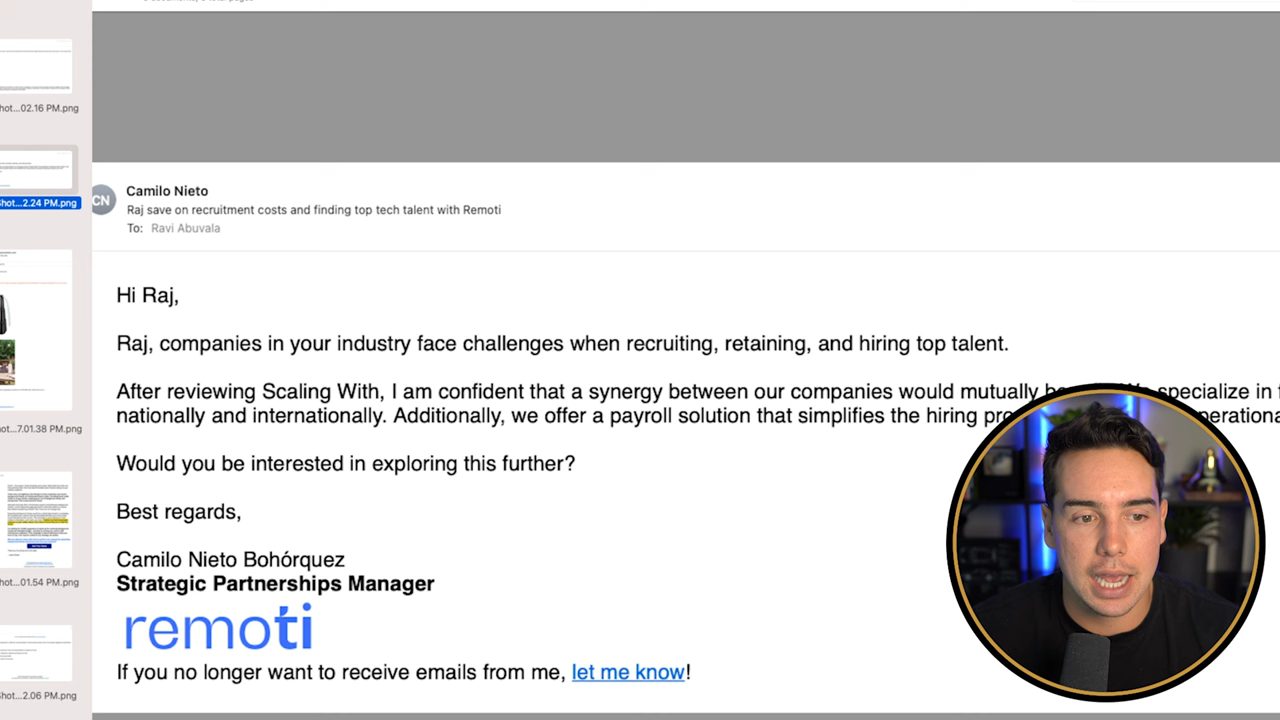 hot...02.16 PM.png
hot...2.24 PM.png
hot...7.01.38 PM.png
hot...01.54 PM.png
hot...2.06 PM.png
CN
Camilo Nieto
Raj save on recruitment costs and finding top tech talent with Remoti
To: Ravi Abuvala
Hi Raj,
Raj, companies in your industry face challenges when recruiting, retaining, and hiring top talent.
After reviewing Scaling With, I am confident that a synergy between our companies would mutually specialize in
nationally and internationally. Additionally, we offer a payroll solution that simplifies the hiring
Would you be interested in exploring this further?
Best regards,
Camilo Nieto Bohórquez
Strategic Partnerships Manager
remoti
If you no longer want to receive emails from me, let me know!